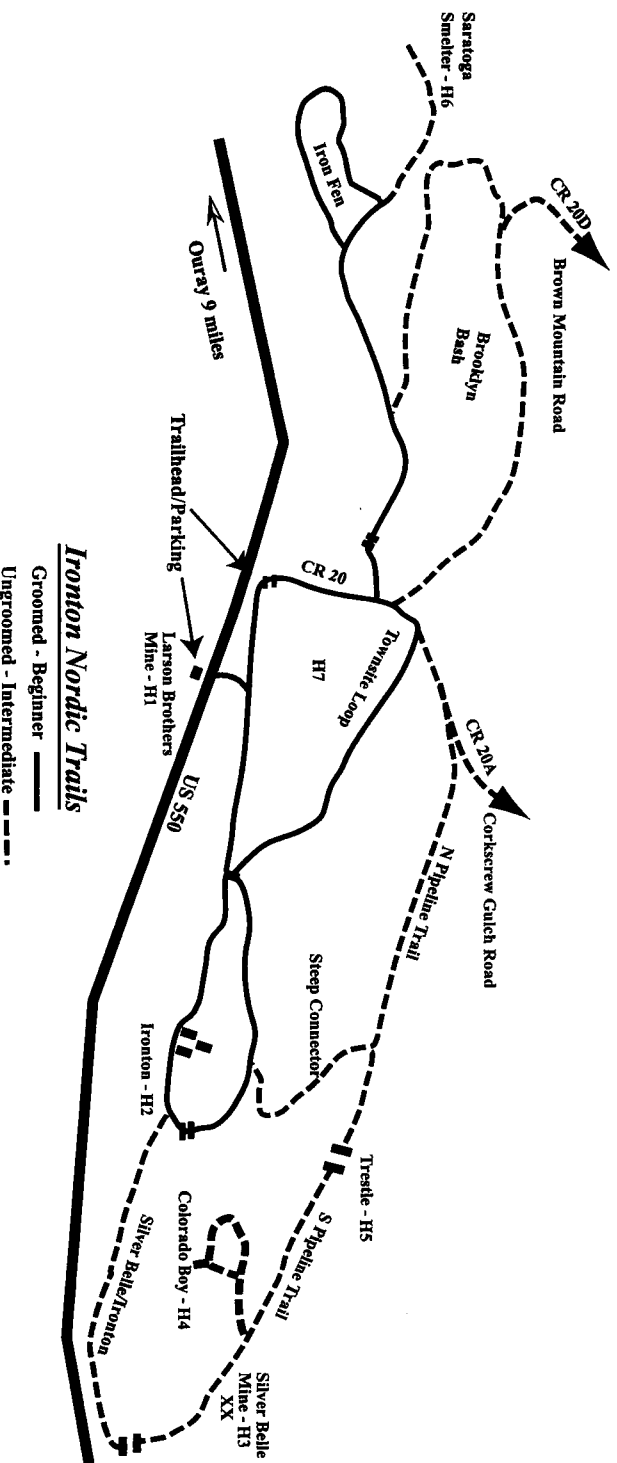 Saratoga
Smelter - H6
Iron Fen
CR 20D
Brown Mountain Road
Brooklyn
Bash
Ouray 9 miles
Trailhead/Parking
CR 20
Townsite Loop
H7
Larson Brothers
Mine - H1
US 550
CR 20A
Corkscrew Gulch Road
N Pipeline Trail
Steep Connector
Ironton - H2
Trestle - H5
S Pipeline Trail
Colorado Boy - H4
Silver Belle/Ironton
Silver Belle
Mine - H3
XX
Ironton Nordic Trails
Groomed - Beginner
Ungroomed - Intermediate